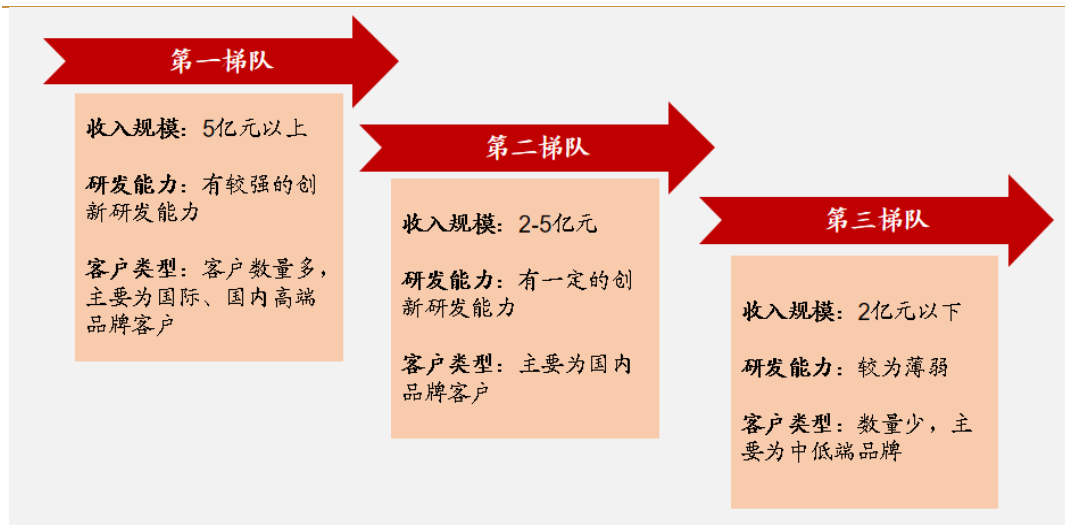 第一梯队
收入规模：5亿元以上
研发能力：有较强的创
新研发能力
客户类型：客户数量多，
主要为国际、国内高端
品牌客户
第二梯队
收入规模：2-5亿元
研发能力：有一定的创
新研发能力
客户类型：主要为国内
品牌客户
第三梯队
收入规模：2亿元以下
研发能力：较为薄弱
客户类型：数量少，主
要为中低端品牌